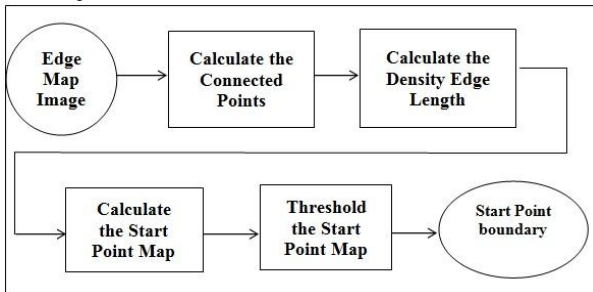 Edge
Map
Image
Calculate the
Connected
Points
Calculate the
Density Edge
Length
Calculate
the Start
Point Map
Threshold
the Start
Point Map
Start Point
boundary